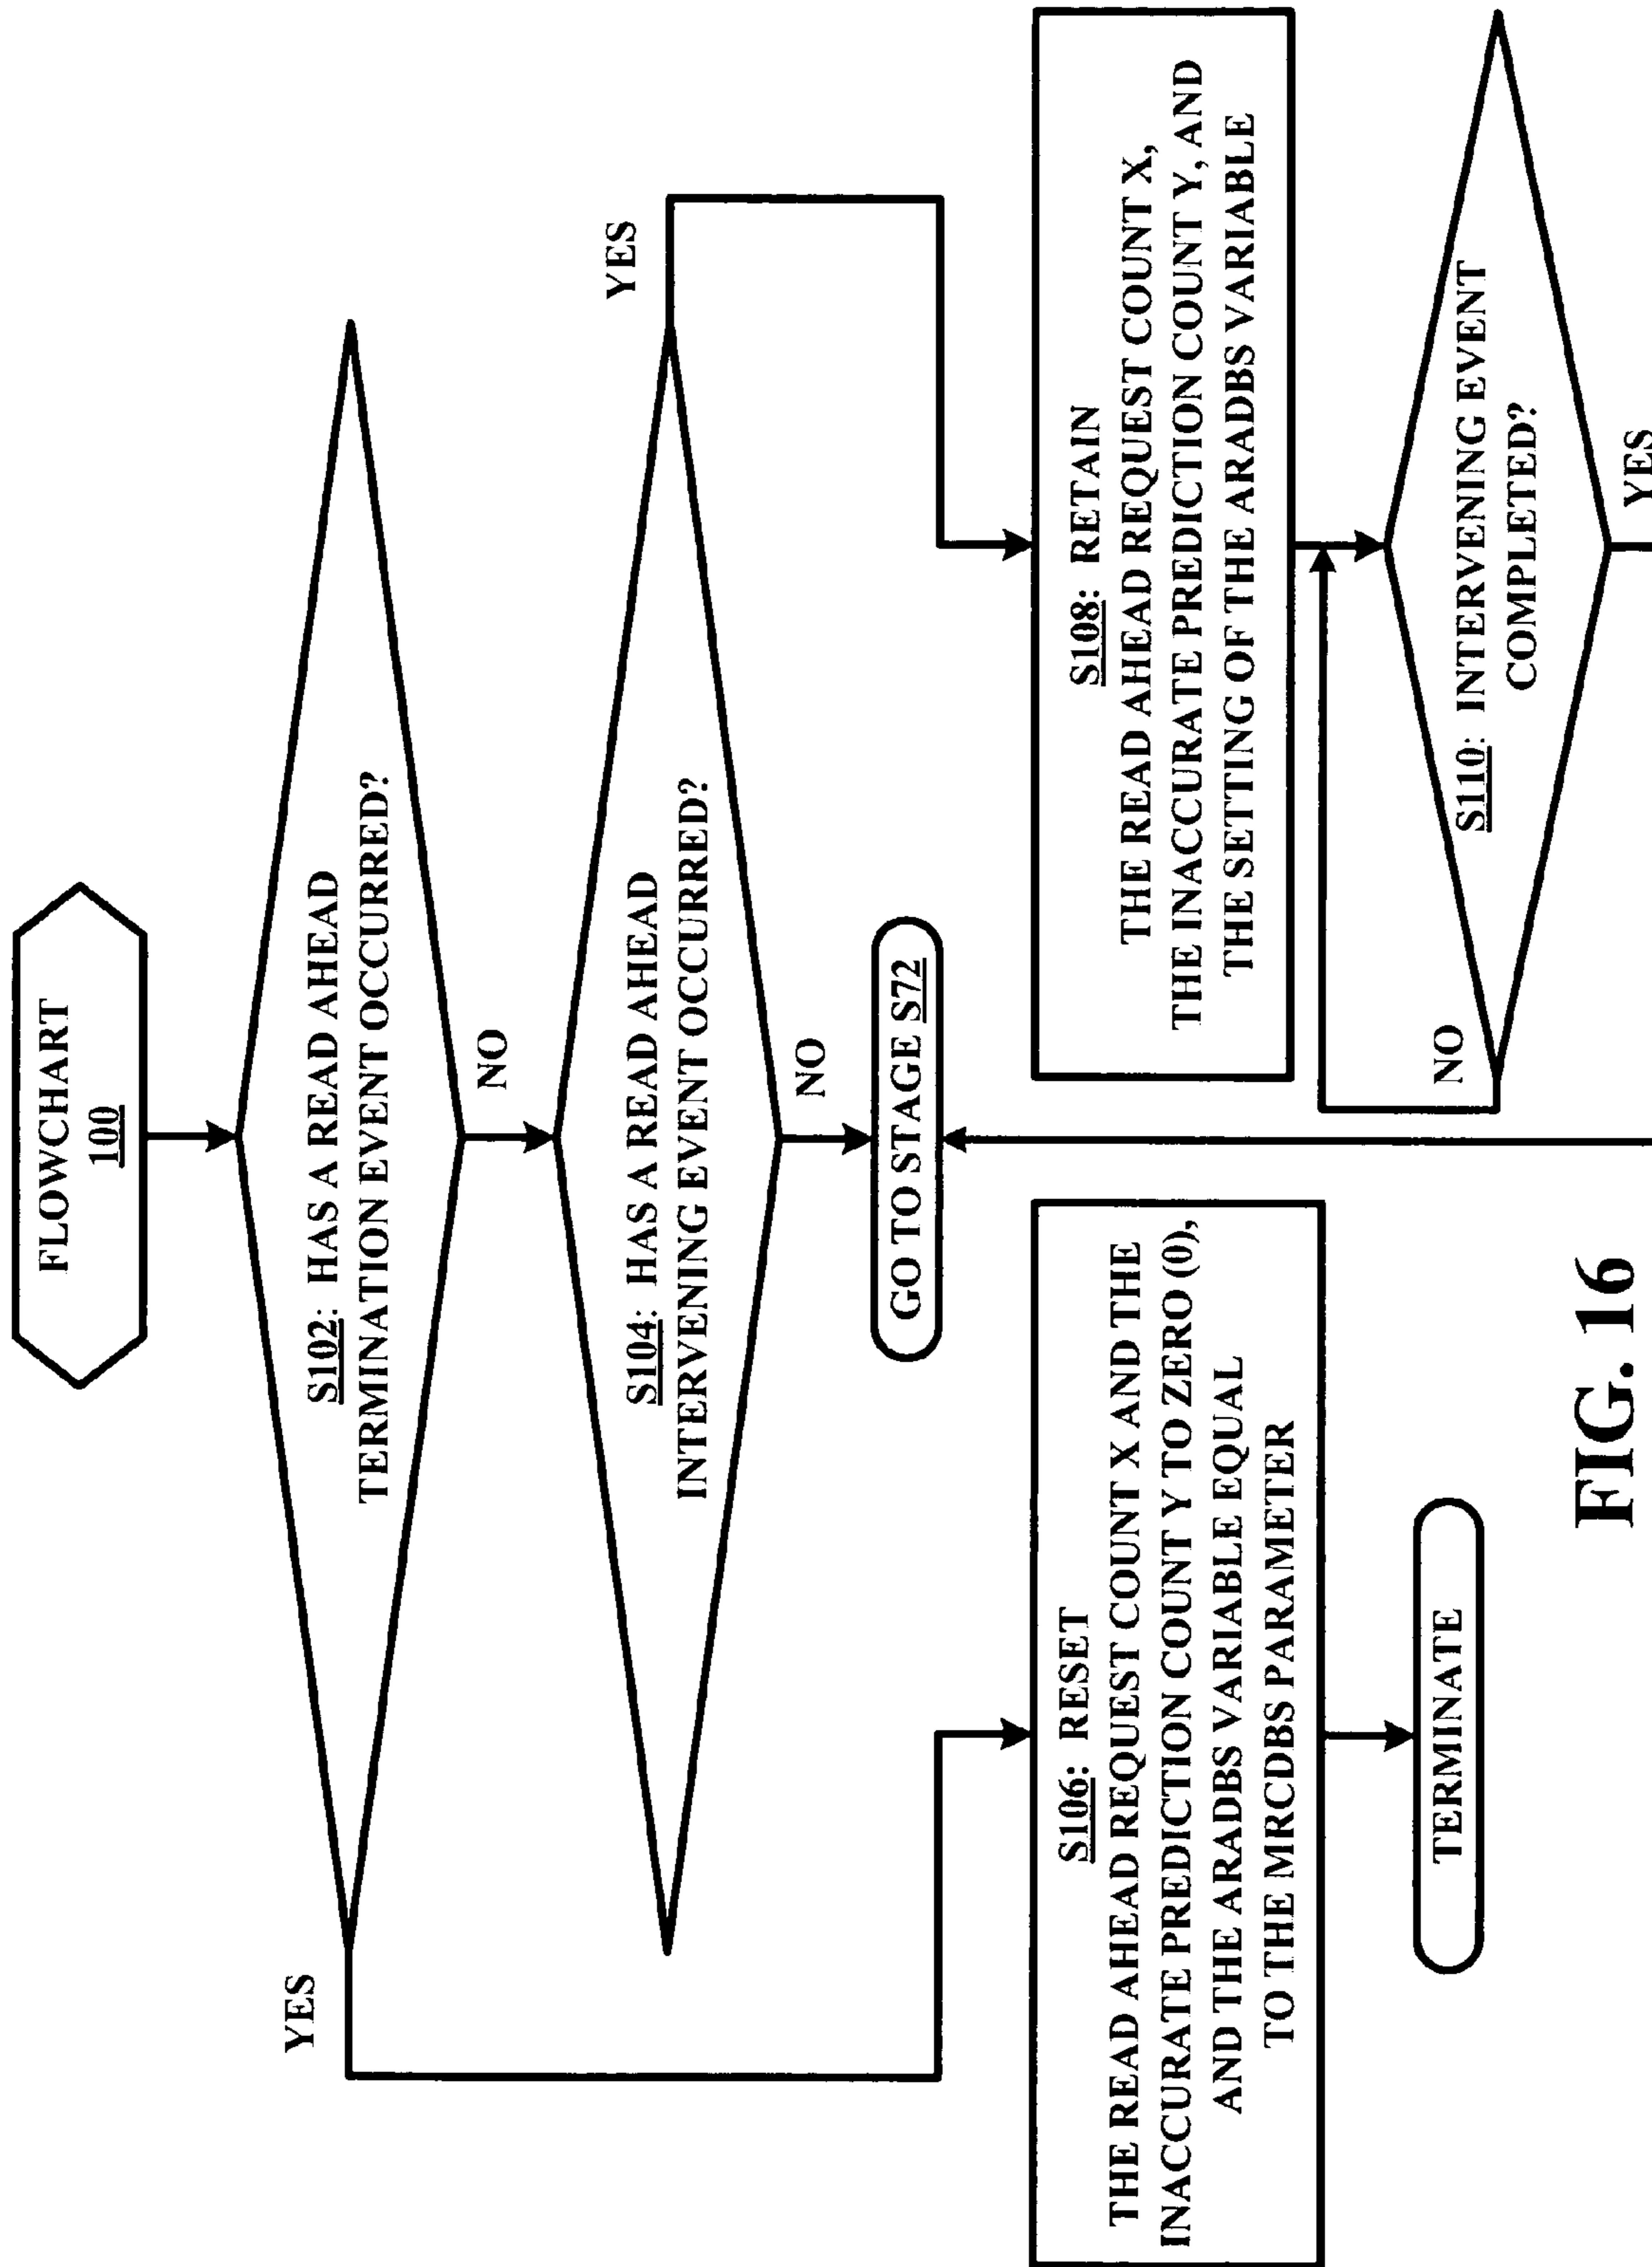 FLOWCHART
100
S102: HAS A READ AHEAD
TERMINATION EVENT OCCURRED?
YES
NO
S104: HAS A READ AHEAD
INTERVENING EVENT OCCURRED?
YES
NO
GO TO STAGE S72
S106: RESET
THE READ AHEAD REQUEST COUNT X AND THE
INACCURATE PREDICTION COUNT Y TO ZERO (0),
AND THE ARADBS VARIABLE EQUAL
TO THE MRCDBS PARAMETER
TERMINATE
S108: RETAIN
THE READ AHEAD REQUEST COUNT X,
THE INACCURATE PREDICTION COUNT Y, AND
THE SETTING OF THE ARADBS VARIABLE
NO
S110: INTERVENING EVENT
COMPLETED?
YES
FIG. 16